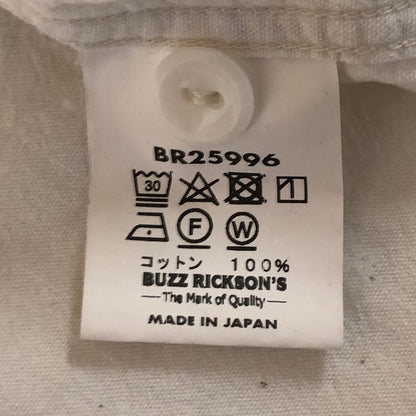 BR25996
30
F W
コットン 100%
BUZZ RICKSON'S
The Mark of Quality
MADE IN JAPAN